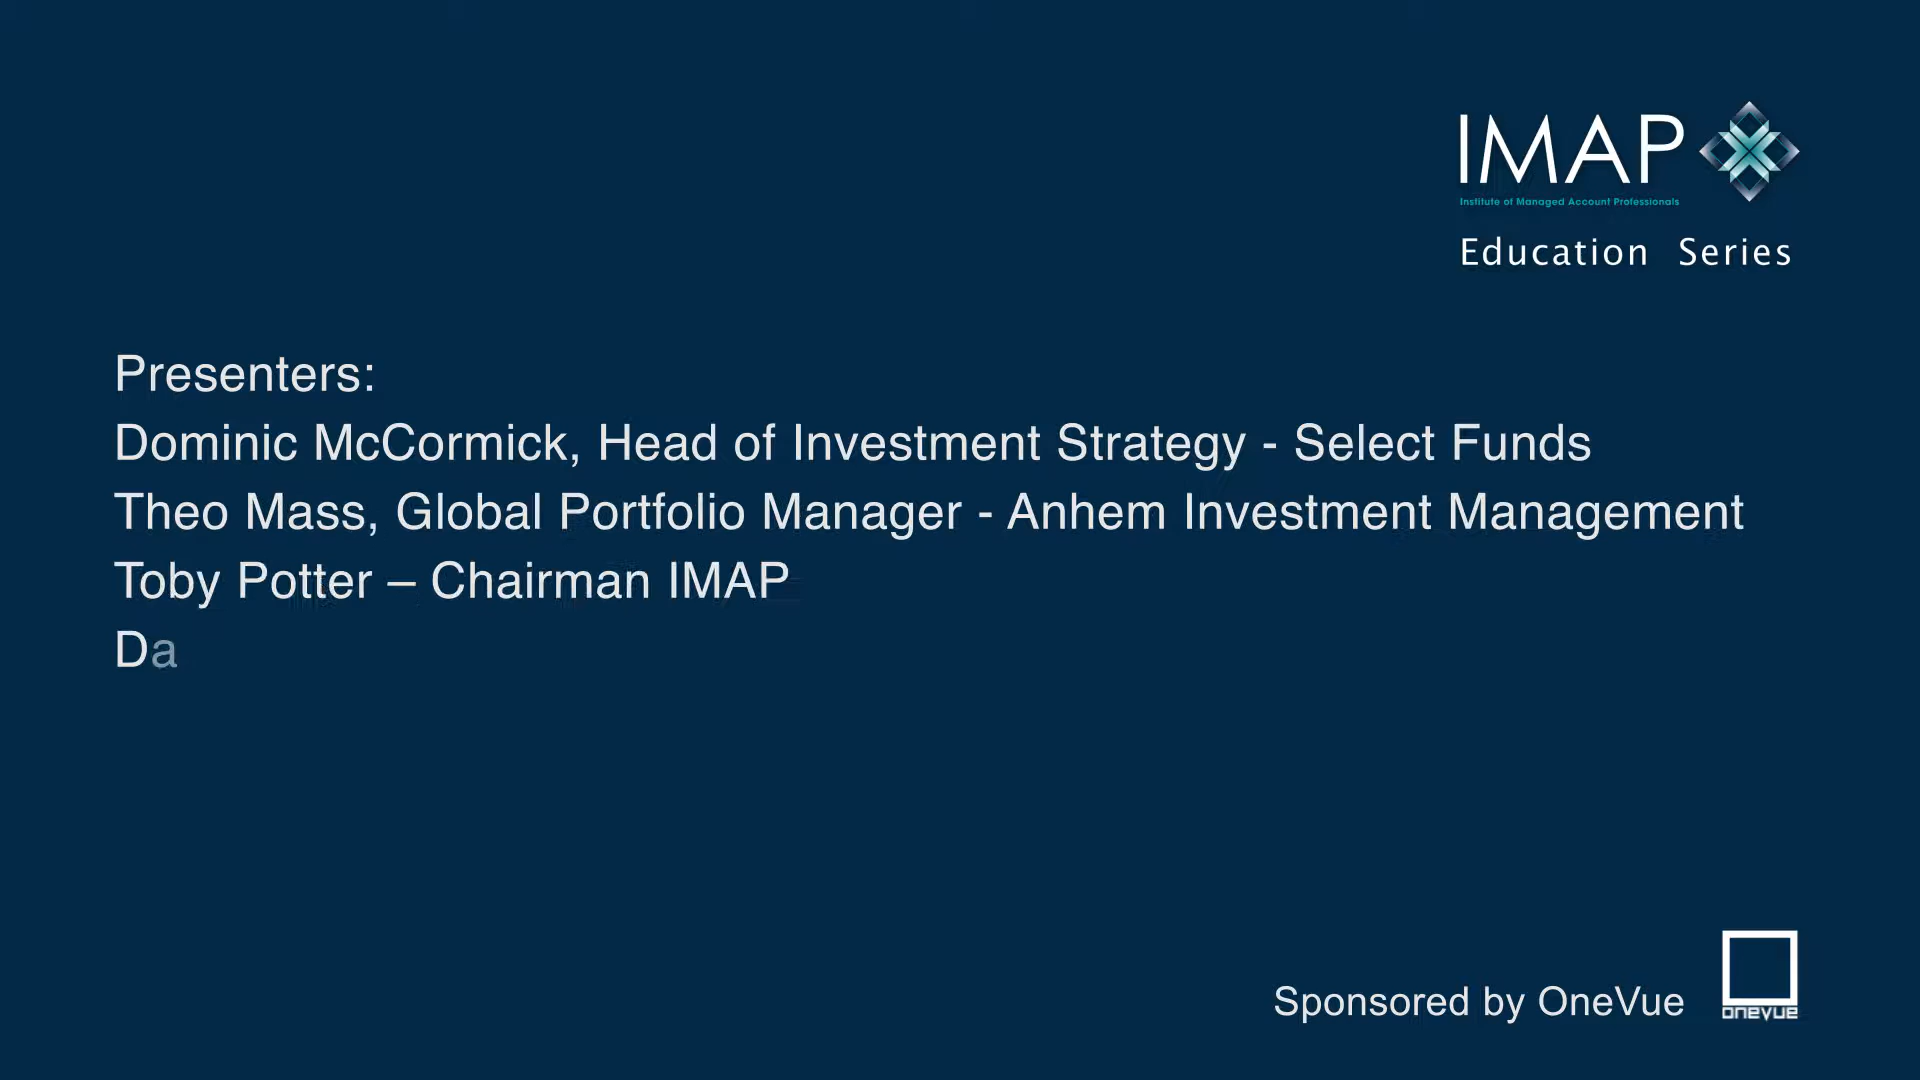 IMAP
Institute of Managed Account Professionals
Education Series
Presenters:
Dominic McCormick, Head of Investment Strategy - Select Funds
Theo Mass, Global Portfolio Manager - Anhem Investment Management
Toby Potter – Chairman IMAP
Da
Sponsored by OneVue
onevue